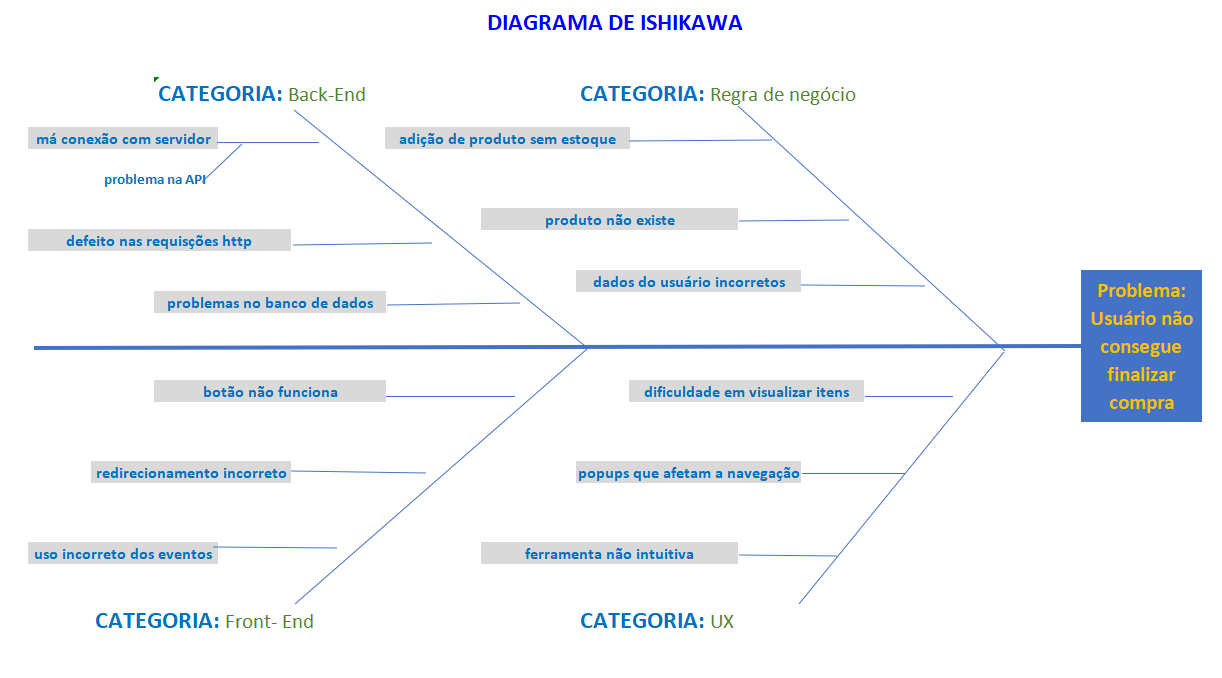 DIAGRAMA DE ISHIKAWA
CATEGORIA: Back-End
má conexão com servidor
problema na API
defeito nas requisções http
problemas no banco de dados
CATEGORIA: Regra de negócio
adição de produto sem estoque
produto não existe
dados do usuário incorretos
Problema:
Usuário não
consegue
finalizar
compra
botão não funciona
redirecionamento incorreto
uso incorreto dos eventos
CATEGORIA: Front- End
dificuldade em visualizar itens
popups que afetam a navegação
ferramenta não intuitiva
CATEGORIA: UX